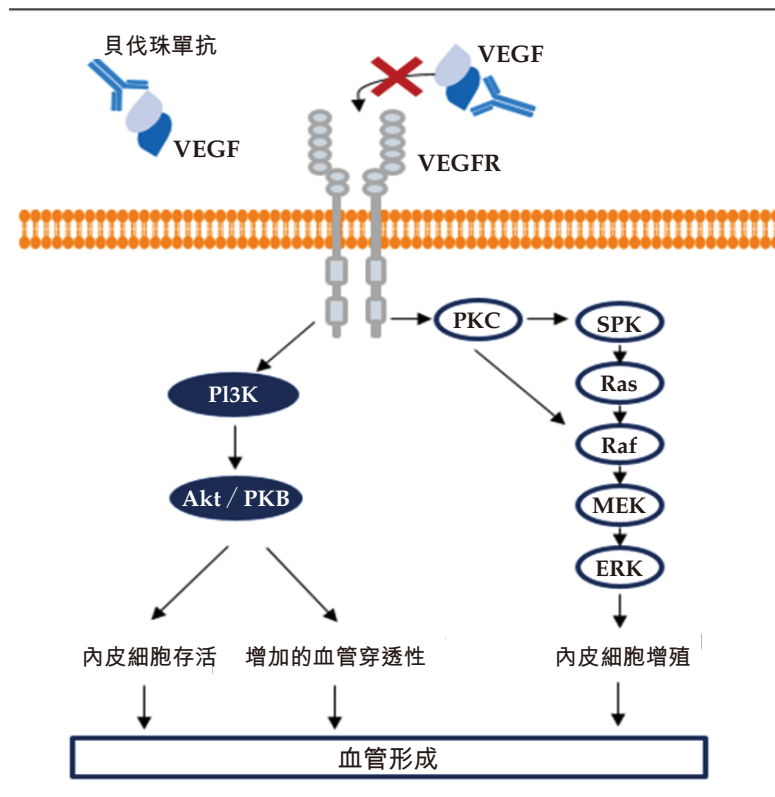 貝伐珠單抗
VEGF
VEGF
VEGFR
PKC
SPK
Ras
Pl3K
Raf
Akt / PKB
MEK
ERK
內皮細胞存活
增加的血管穿透性
內皮細胞增殖
血管形成